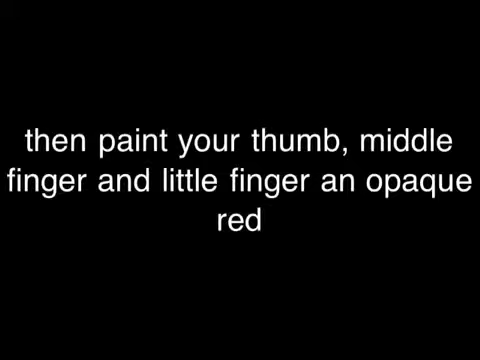 then paint your thumb, middle
finger and little finger an opaque
red